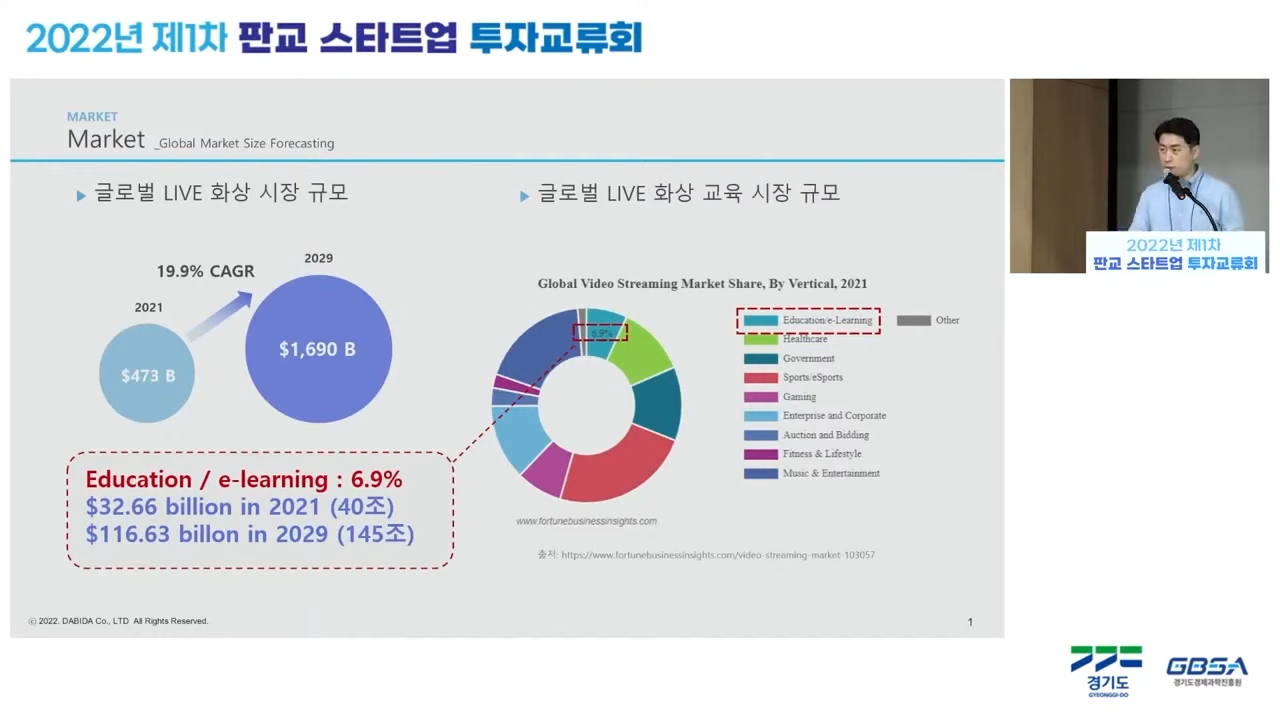 2022년 제1차 판교 스타트업 투자교류회
MARKET
Market _Global Market Size Forecasting
▶ 글로벌 LIVE 화상 시장 규모
▶ 글로벌 LIVE 화상 교육 시장 규모
19.9% CAGR
2021
2029
$473 B
$1,690 B
Global Video Streaming Market Share, By Vertical, 2021
6.9%
Education/e-Learning
Other
Healthcare
Government
Sports/eSports
Gaming
Enterprise and Corporate
Auction and Bidding
Fitness & Lifestyle
Music & Entertainment
Education / e-learning : 6.9%
$32.66 billion in 2021 (40조)
$116.63 billon in 2029 (145조)
www.fortunebusinessinsights.com
출처: https://www.fortunebusinessinsights.com/video-streaming-market-103057
ⓒ 2022. DABIDA Co., LTD All Rights Reserved.
1
2022년 제1차
판교 스타트업 투자교류회
경기도
GYEONGGI-DO
GBSA
경기도경제과학진흥원